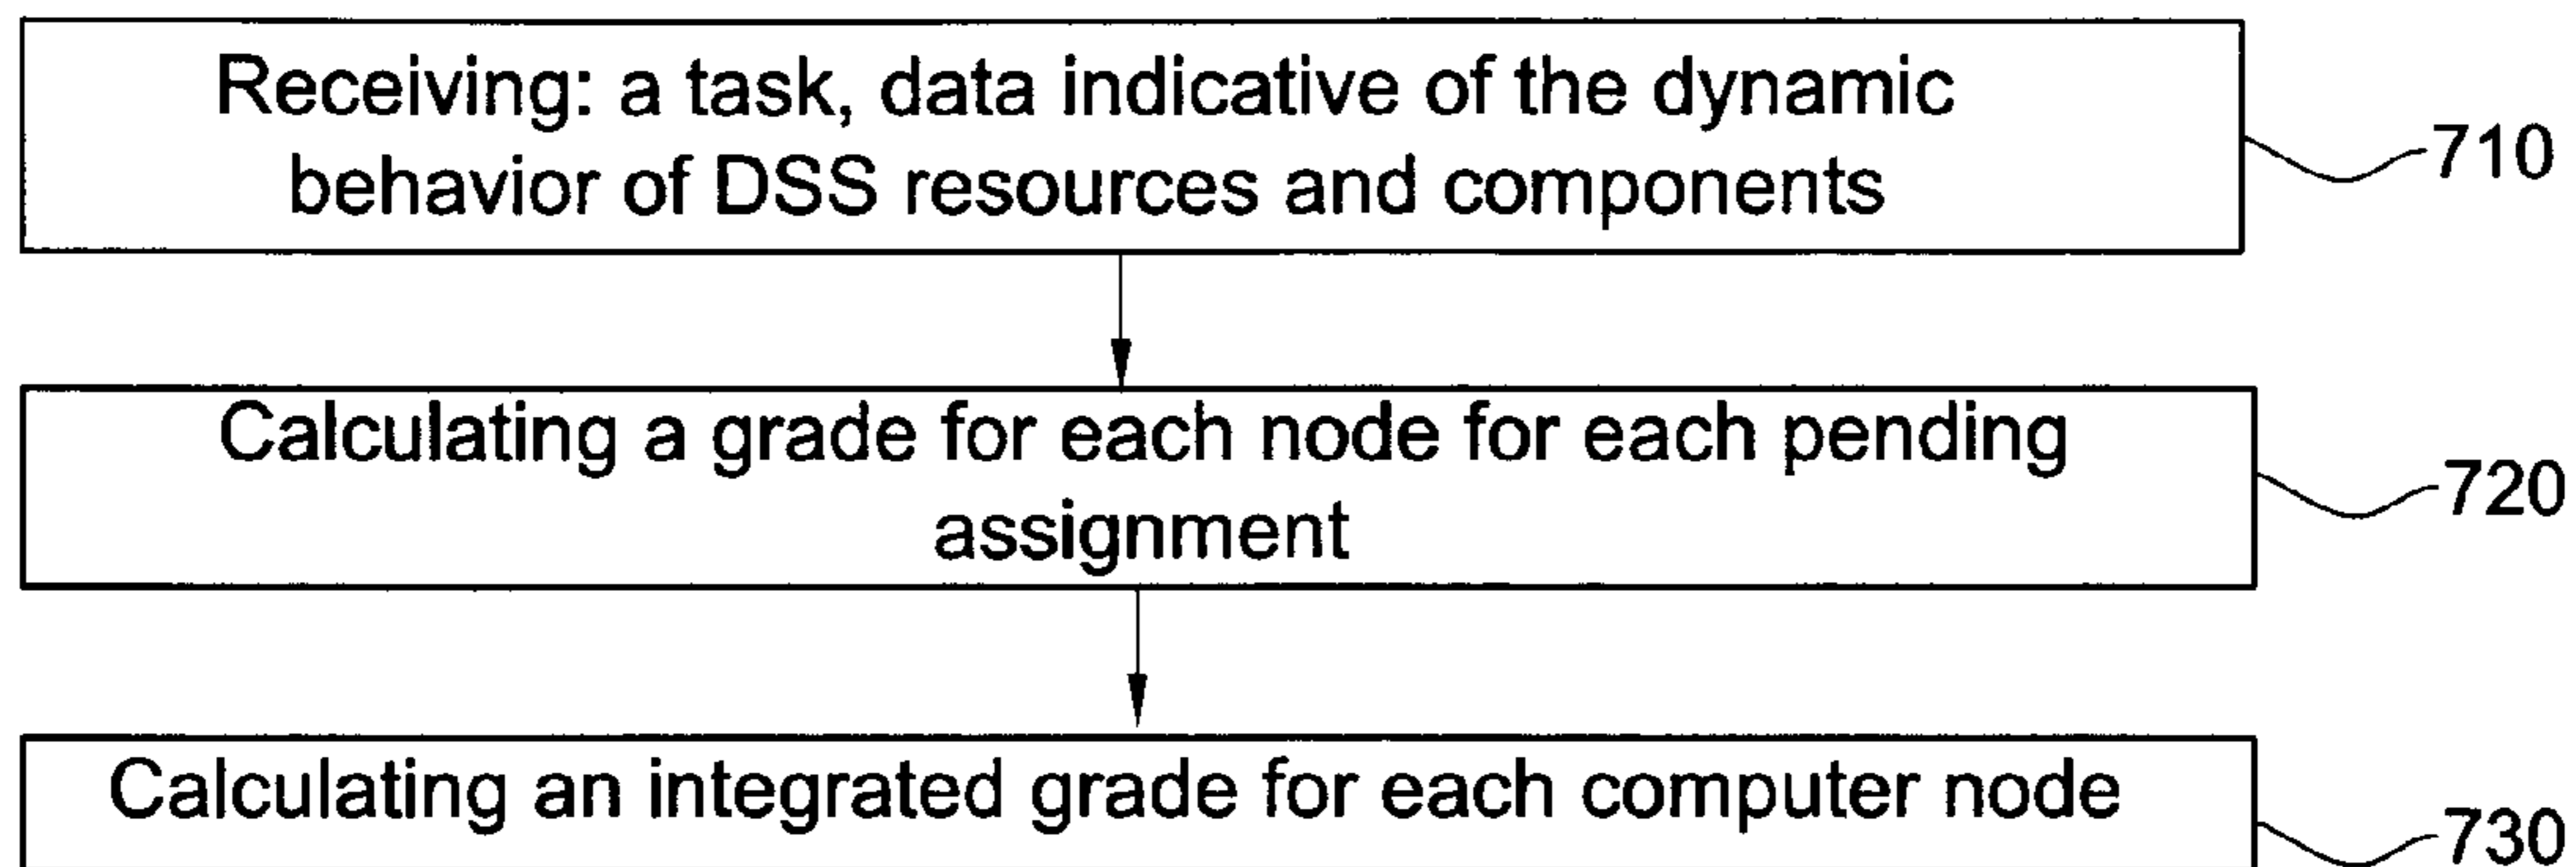 Receiving: a task, data indicative of the dynamic
behavior of DSS resources and components
710
Calculating a grade for each node for each pending
assignment
720
Calculating an integrated grade for each computer node
730